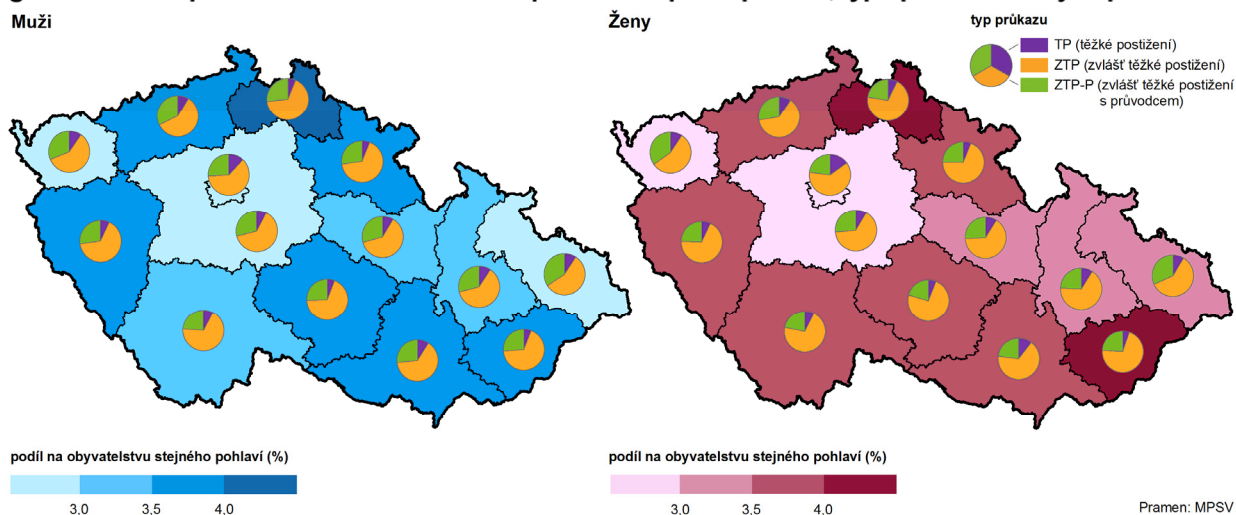 Muži
Ženy
typ průkazu
TP (těžké postižení)
ZTP (zvlášť těžké postižení)
ZTP-P (zvlášť těžké postižení
s průvodcem)
podíl na obyvatelstvu stejného pohlaví (%)
3,0 3,5 4,0
podíl na obyvatelstvu stejného pohlaví (%)
3,0 3,5 4,0
Pramen: MPSV